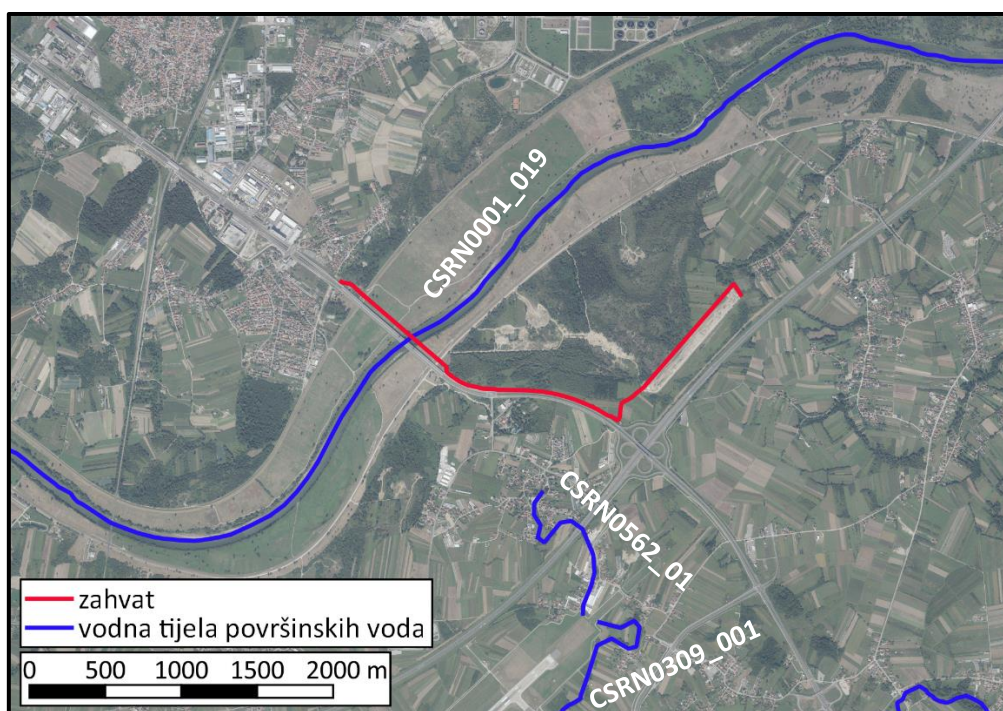 CSRN0001_019
CSRN0562_01
CSRN0309_001
zahvat
vodna tijela površinskih voda
0 500 1000 1500 2000 m